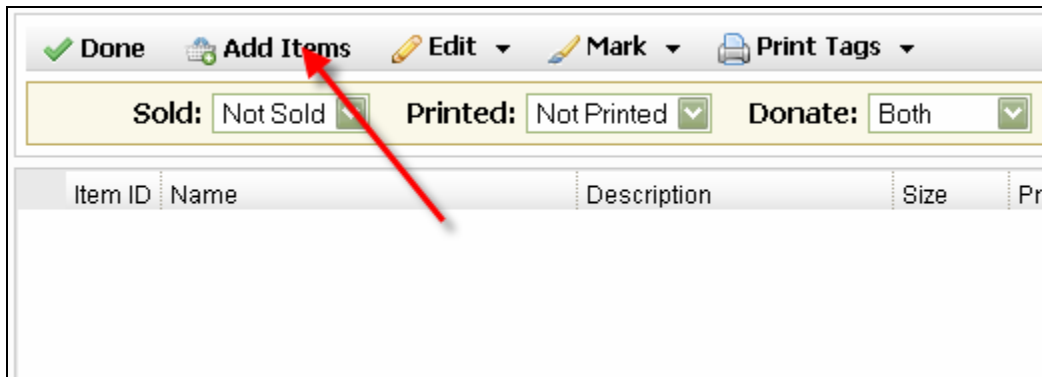 Done Add Items Edit Mark Print Tags
Sold: Not Sold Printed: Not Printed Donate: Both
Item ID Name Description Size